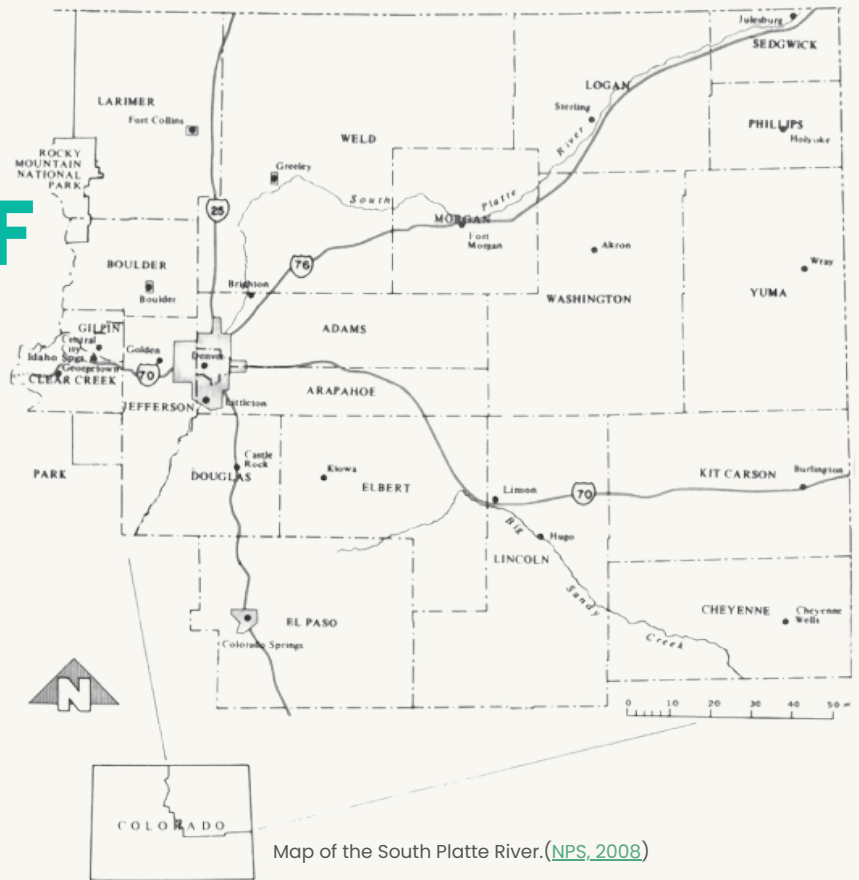 Julesburg
SEDGWICK
LARIMER
LOGAN
Fort Collins
Sterling
PHILLIPS
Holyoke
WELD
River
ROCKY
MOUNTAIN
NATIONAL
PARK
Greeley
South
Platte
F
25
MORGAN
Fort
Morgan
Akron
Wray
BOULDER
76
Boulder
Brighton
WASHINGTON
YUMA
GILPIN
Central
City
ADAMS
Idaho Spgs.
Golden
Denver
Georgetown
CLEAR CREEK
70
ARAPAHOE
JEFFERSON
Littleton
PARK
Castle
Rock
DOUGLAS
Kiowa
ELBERT
Limon
70
KIT CARSON
Burlington
Big
Hugo
LINCOLN
Sandy
Creek
CHEYENNE
Cheyenne
Wells
EL PASO
Colorado Springs
N
0 10 20 30 40 50
COLORADO
Map of the South Platte River.(NPS, 2008)